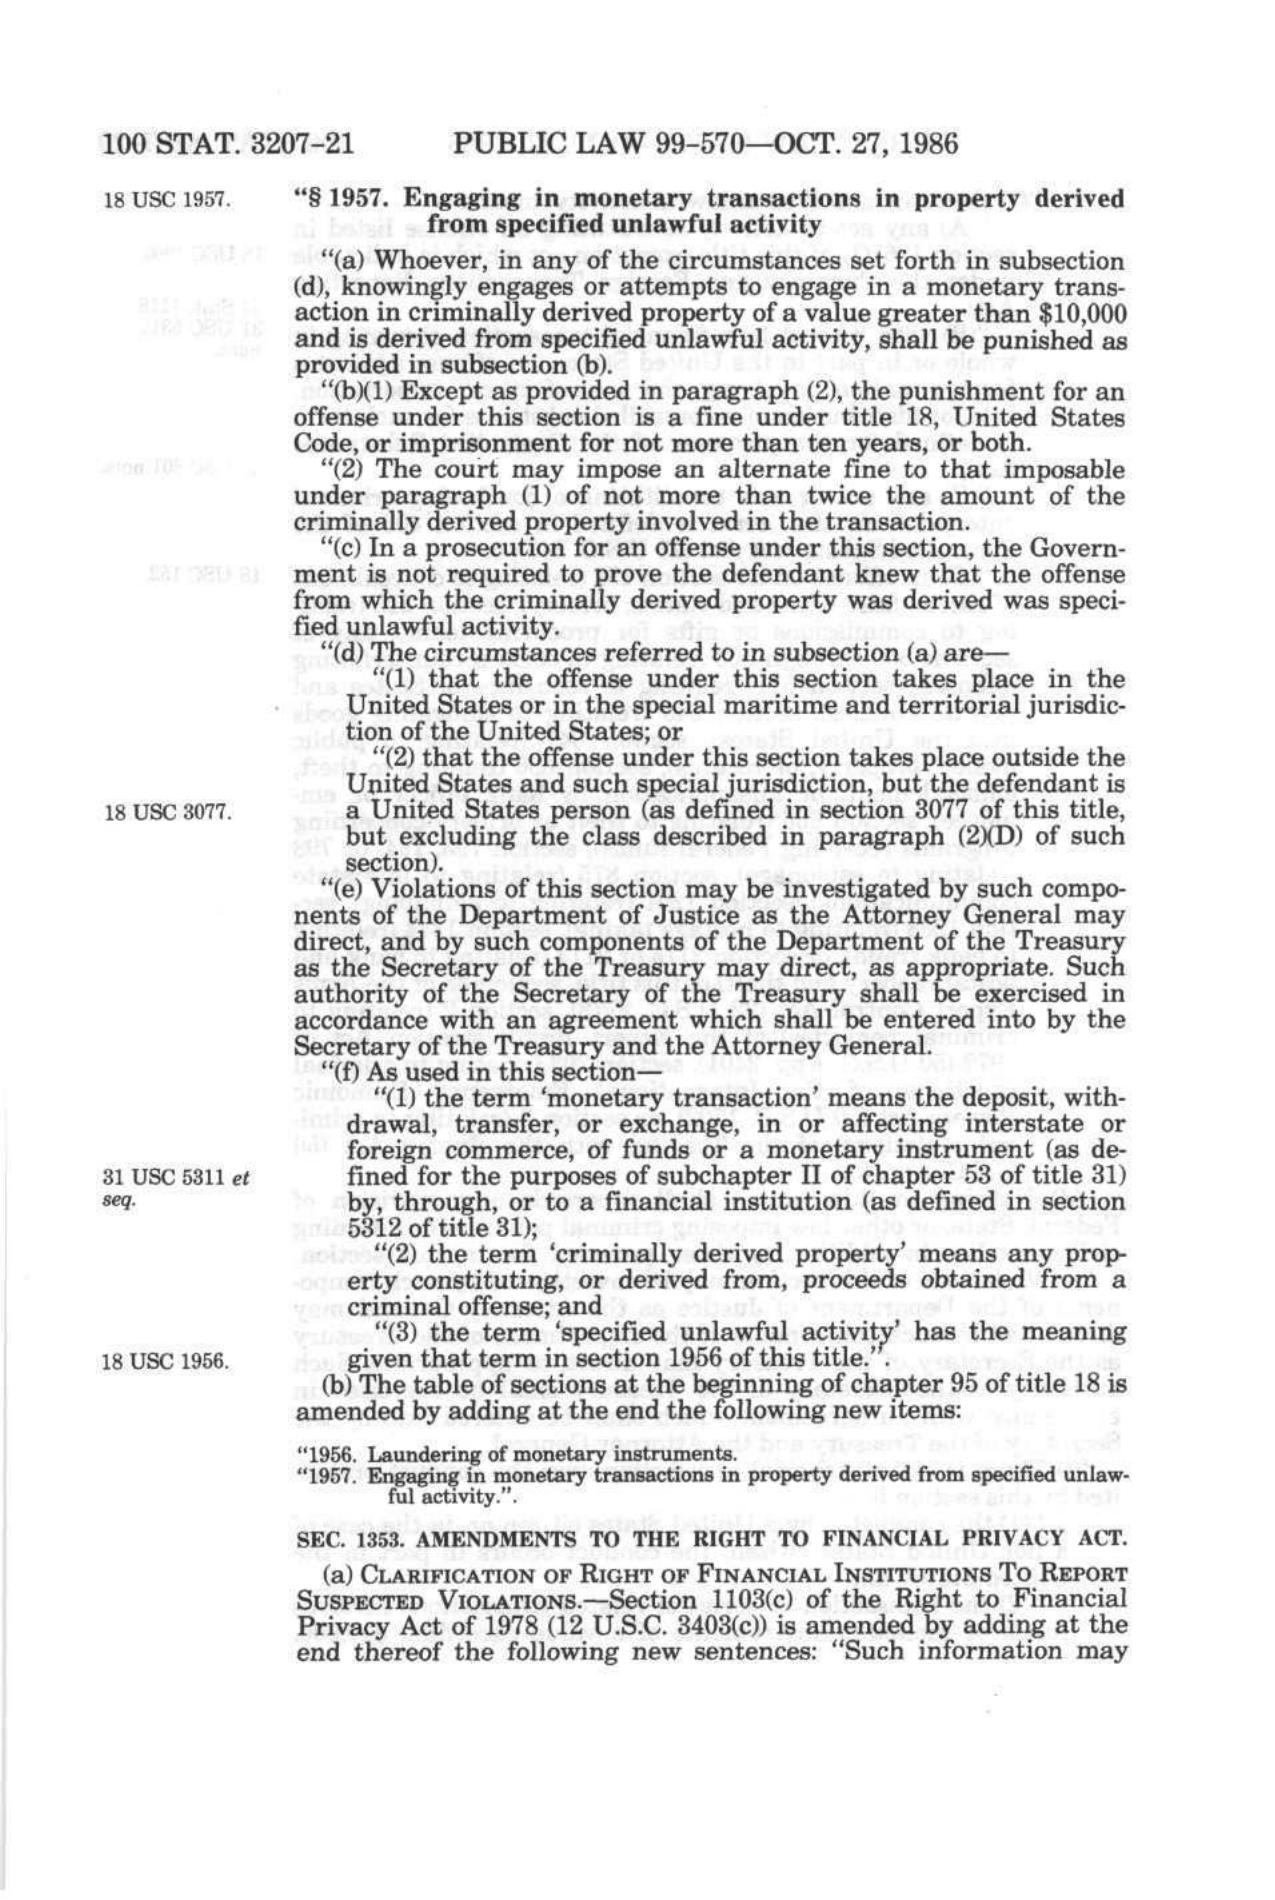 100 STAT. 3207–21 PUBLIC LAW 99-570—OCT. 27, 1986
18 USC 1957.
“§ 1957. Engaging in monetary transactions in property derived
from specified unlawful activity
“(a) Whoever, in any of the circumstances set forth in subsection
(d), knowingly engages or attempts to engage in a monetary trans-
action in criminally derived property of a value greater than $10,000
and is derived from specified unlawful activity, shall be punished as
provided in subsection (b).
“(b)(1) Except as provided in paragraph (2), the punishment for an
offense under this section is a fine under title 18, United States
Code, or imprisonment for not more than ten years, or both.
“(2) The court may impose an alternate fine to that imposable
under paragraph (1) of not more than twice the amount of the
criminally derived property involved in the transaction.
“(c) In a prosecution for an offense under this section, the Govern-
ment is not required to prove the defendant knew that the offense
from which the criminally derived property was derived was speci-
fied unlawful activity.
“(d) The circumstances referred to in subsection (a) are—
“(1) that the offense under this section takes place in the
United States or in the special maritime and territorial jurisdic-
tion of the United States; or
“(2) that the offense under this section takes place outside the
United States and such special jurisdiction, but the defendant is
18 USC 3077.
a United States person (as defined in section 3077 of this title,
but excluding the class described in paragraph (2)(D) of such
section).
“(e) Violations of this section may be investigated by such compo-
nents of the Department of Justice as the Attorney General may
direct, and by such components of the Department of the Treasury
as the Secretary of the Treasury may direct, as appropriate. Such
authority of the Secretary of the Treasury shall be exercised in
accordance with an agreement which shall be entered into by the
Secretary of the Treasury and the Attorney General.
“(f) As used in this section—
“(1) the term ‘monetary transaction’ means the deposit, with-
drawal, transfer, or exchange, in or affecting interstate or
foreign commerce, of funds or a monetary instrument (as de-
31 USC 5311 et
seq.
fined for the purposes of subchapter II of chapter 53 of title 31)
by, through, or to a financial institution (as defined in section
5312 of title 31);
“(2) the term ‘criminally derived property’ means any prop-
erty constituting, or derived from, proceeds obtained from a
criminal offense; and
“(3) the term ‘specified unlawful activity’ has the meaning
18 USC 1956.
given that term in section 1956 of this title.”.
(b) The table of sections at the beginning of chapter 95 of title 18 is
amended by adding at the end the following new items:
“1956. Laundering of monetary instruments.
“1957. Engaging in monetary transactions in property derived from specified unlaw-
ful activity.”.
SEC. 1353. AMENDMENTS TO THE RIGHT TO FINANCIAL PRIVACY ACT.
(a) CLARIFICATION OF RIGHT OF FINANCIAL INSTITUTIONS TO REPORT
SUSPECTED VIOLATIONS.—Section 1103(c) of the Right to Financial
Privacy Act of 1978 (12 U.S.C. 3403(c)) is amended by adding at the
end thereof the following new sentences: “Such information may